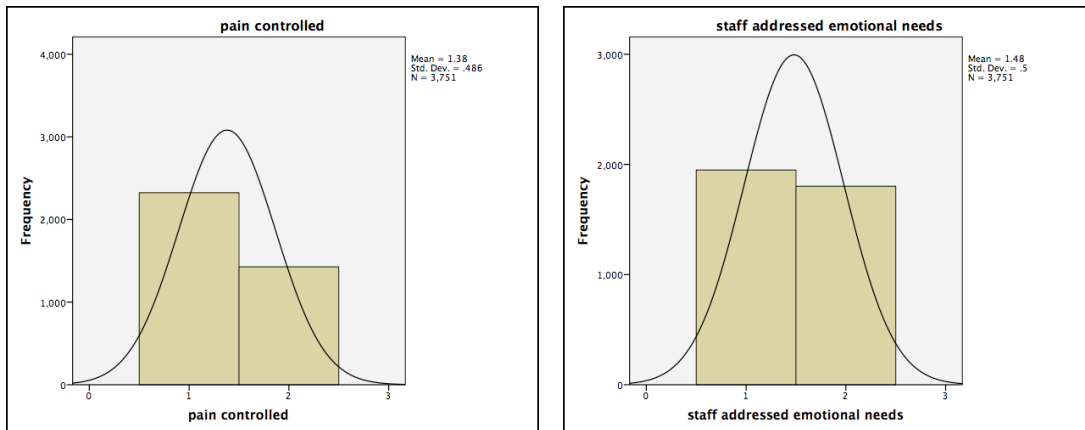 pain controlled
4,000
3,000
2,000
1,000
0
Frequency
0
1
2
3
pain controlled
Mean = 1.38
Std. Dev. = .486
N = 3,751
staff addressed emotional needs
3,000
2,000
1,000
0
Frequency
0
1
2
3
staff addressed emotional needs
Mean = 1.48
Std. Dev. = .5
N = 3,751